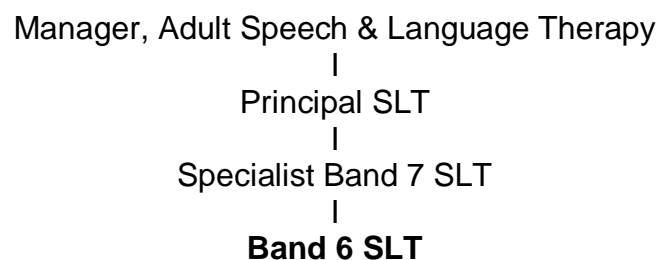 Manager, Adult Speech & Language Therapy
I
Principal SLT
I
Specialist Band 7 SLT
I
Band 6 SLT